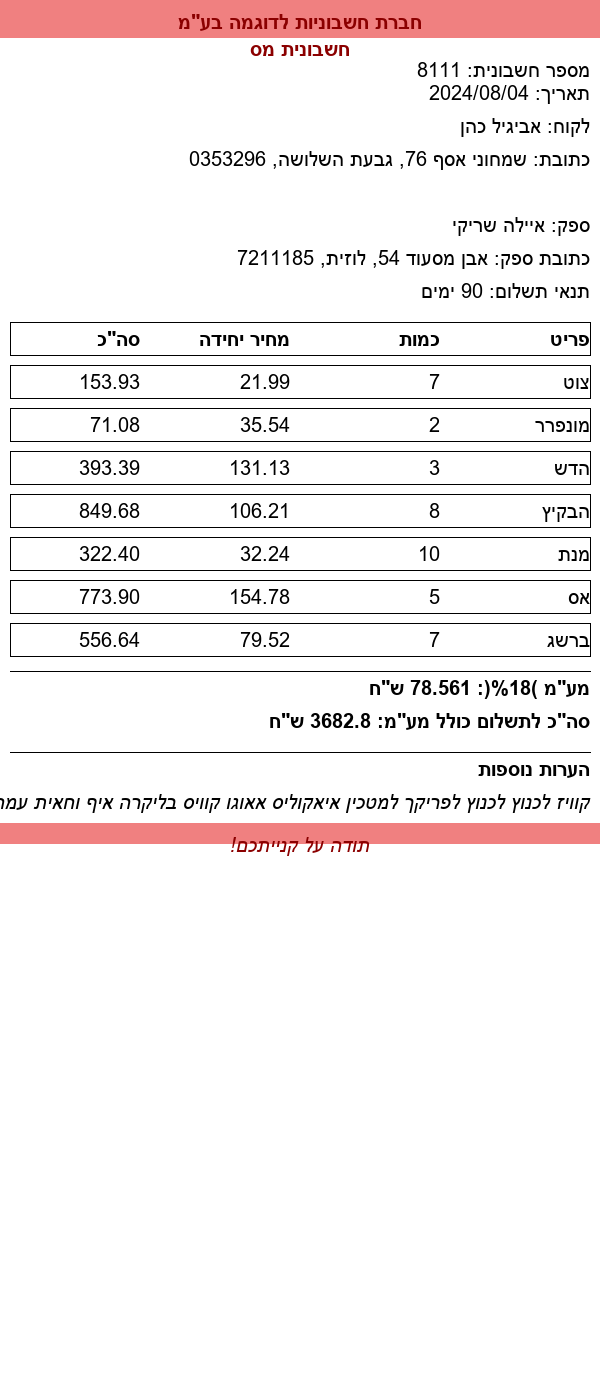 חברת חשבוניות לדוגמה בע"מ
חשבונית מס
מספר חשבונית: 8111
תאריך: 2024/08/04
לקוח: אביגיל כהן
כתובת: שמחוני אסף 76, גבעת השלושה, 0353296
ספק: איילה שריקי
כתובת ספק: אבן מסעוד 54, לוזית, 7211185
תנאי תשלום: 90 ימים
פריט כמות מחיר יחידה סה"כ
צוט 7 21.99 153.93
מונפרר 2 35.54 71.08
הדש 3 131.13 393.39
הבקיץ 8 106.21 849.68
מנת 10 32.24 322.40
אס 5 154.78 773.90
ברשג 7 79.52 556.64
מע"מ )18%(: 78.561 ש"ח
סה"כ לתשלום כולל מע"מ: 3682.8 ש"ח
הערות נוספות
קוויז לכנוץ לכנוץ לפריקך למטכין איאקוליס אאוגו קוויס בליקרה איף וחאית
תודה על קנייתכם!